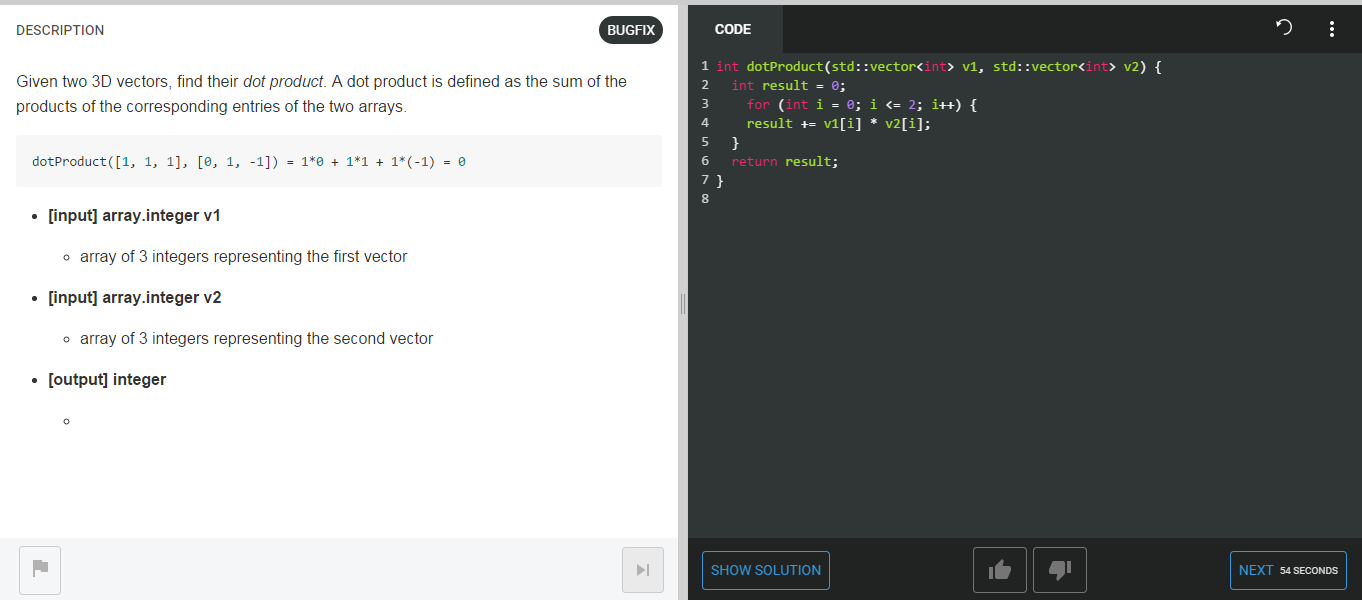 DESCRIPTION
BUGFIX
Given two 3D vectors, find their dot product. A dot product is defined as the sum of the
products of the corresponding entries of the two arrays.
dotProduct([1, 1, 1], [0, 1, -1]) = 1*0 + 1*1 + 1*(-1) = 0
[input] array.integer v1
array of 3 integers representing the first vector
[input] array.integer v2
array of 3 integers representing the second vector
[output] integer
CODE
1 int dotProduct(std::vector<int> v1, std::vector<int> v2) {
2   int result = 0;
3     for (int i = 0; i <= 2; i++) {
4     result += v1[i] * v2[i];
5   }
6   return result;
7 }
8
SHOW SOLUTION
NEXT 54 SECONDS